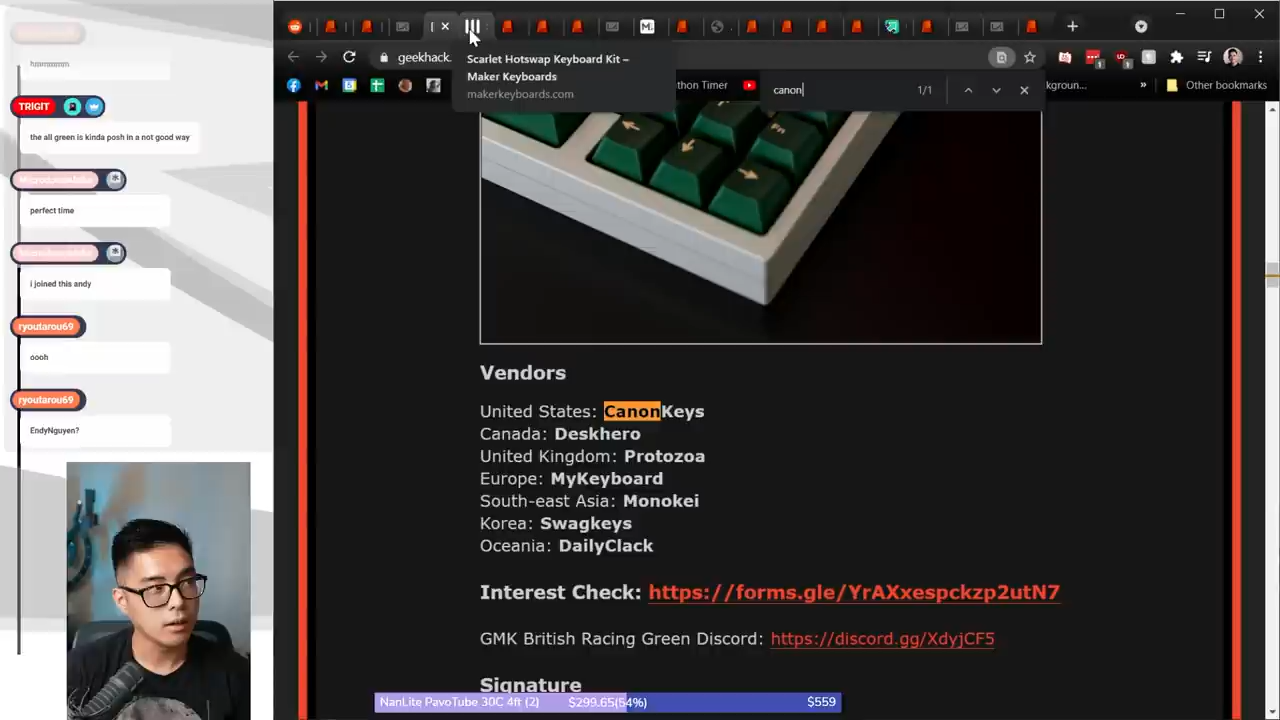 hmmmmm
TRIGIT
the all green is kinda posh in a not good way
perfect time
i joined this andy
ryoutarou69
oooh
ryoutarou69
EndyNguyen?
geekhack.
Scarlet Hotswap Keyboard Kit –
Maker Keyboards
makerkeyboards.com
thon Timer
canon
1/1
kgroun...
»
Other bookmarks
Fn
Vendors
United States: CanonKeys
Canada: Deskhero
United Kingdom: Protozoa
Europe: MyKeyboard
South-east Asia: Monokei
Korea: Swagkeys
Oceania: DailyClack
Interest Check: https://forms.gle/YrAXxespckzp2utN7
GMK British Racing Green Discord: https://discord.gg/XdyjCF5
Signature
NanLite PavoTube 30C 4ft (2) $299.65(54%) $559